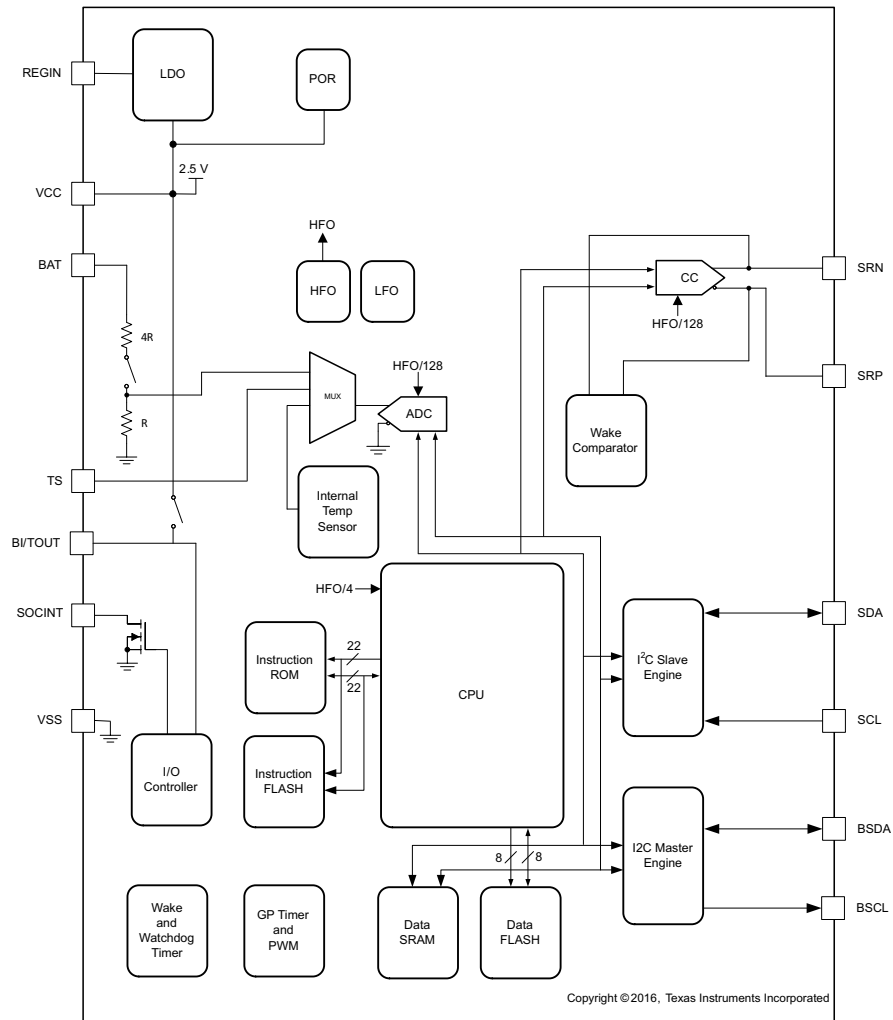 REGIN
LDO
POR
2.5 V
VCC
BAT
HFO
HFO
LFO
CC
HFO/128
SRN
SRP
4R
R
HFO/128
MUX
ADC
Wake
Comparator
TS
Internal
Temp
Sensor
BI/TOUT
HFO/4
SOCINT
CPU
Instruction
ROM
22
22
I²C Slave
Engine
SDA
SCL
VSS
I/O
Controller
Instruction
FLASH
I2C Master
Engine
BSDA
BSCL
8
8
Wake
and
Watchdog
Timer
GP Timer
and
PWM
Data
SRAM
Data
FLASH
Copyright © 2016, Texas Instruments Incorporated